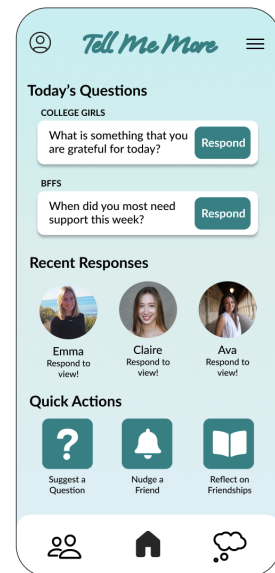 Tell Me More
Today's Questions
COLLEGE GIRLS
What is something that you
are grateful for today?
Respond
BFFS
When did you most need
support this week?
Respond
Recent Responses
Emma
Respond to
view!
Claire
Respond to
view!
Ava
Respond to
view!
Quick Actions
?
Suggest a
Question
Nudge a
Friend
Reflect on
Friendships